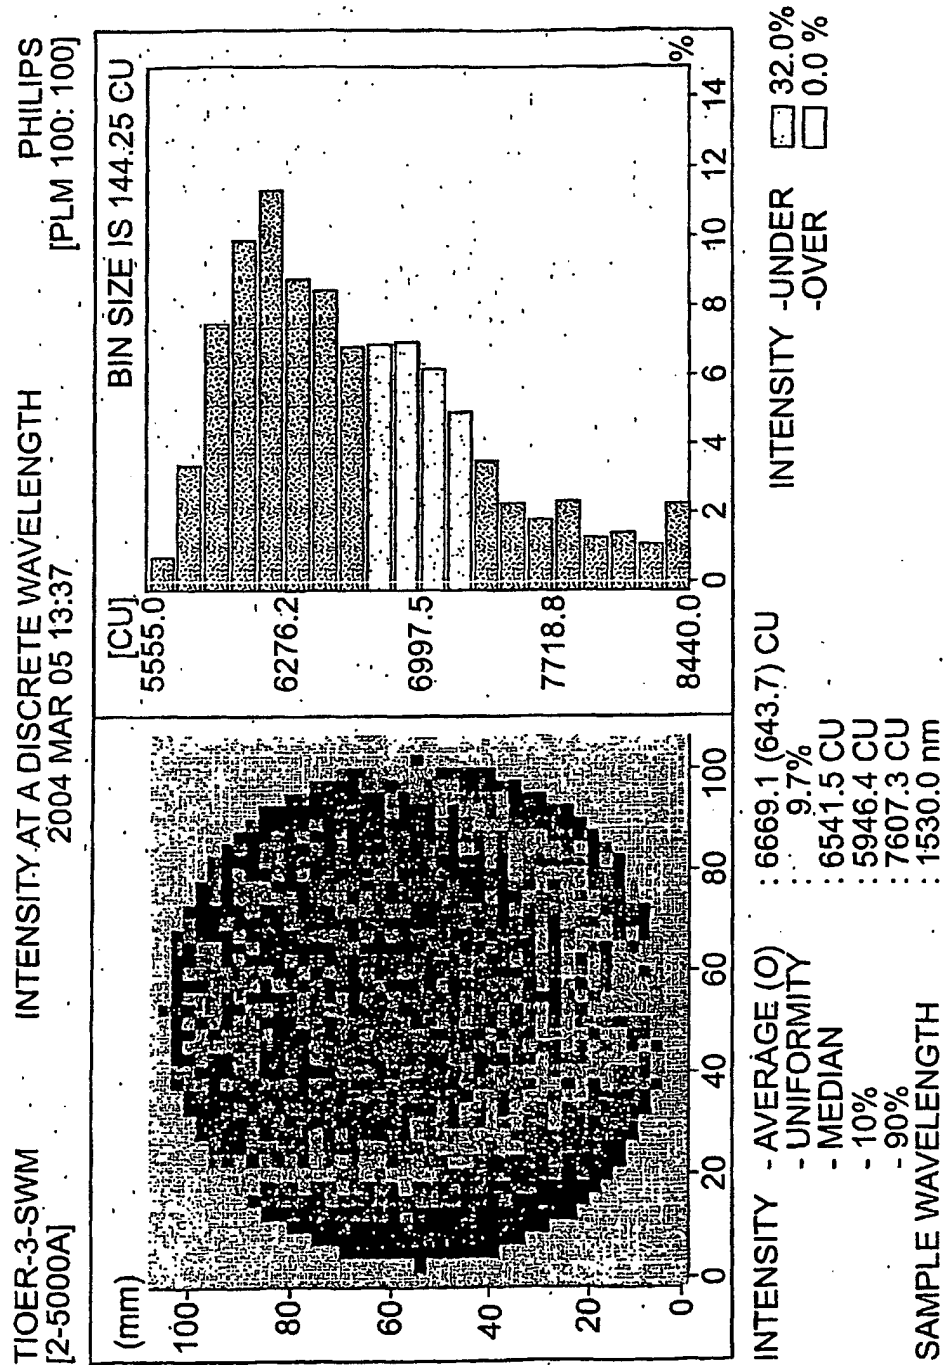 TIOER-3-SWM INTENSITY AT A DISCRETE WAVELENGTH PHILIPS
[2-5000A] 2004 MAR 05 13:37 [PLM 100: 100]
(mm)
100
80
60
40
20
0
0 20 40 60 80 100
[CU] BIN SIZE IS 144.25 CU
5555.0
6276.2
6997.5
7718.8
8440.0
0 2 4 6 8 10 12 14 %
INTENSITY - AVERAGE (O) : 6669.1 (643.7) CU
- UNIFORMITY : 9.7%
- MEDIAN : 6541.5 CU
- 10% : 5946.4 CU
- 90% : 7607.3 CU
SAMPLE WAVELENGTH : 1530.0 nm
INTENSITY -UNDER 32.0%
-OVER 0.0 %